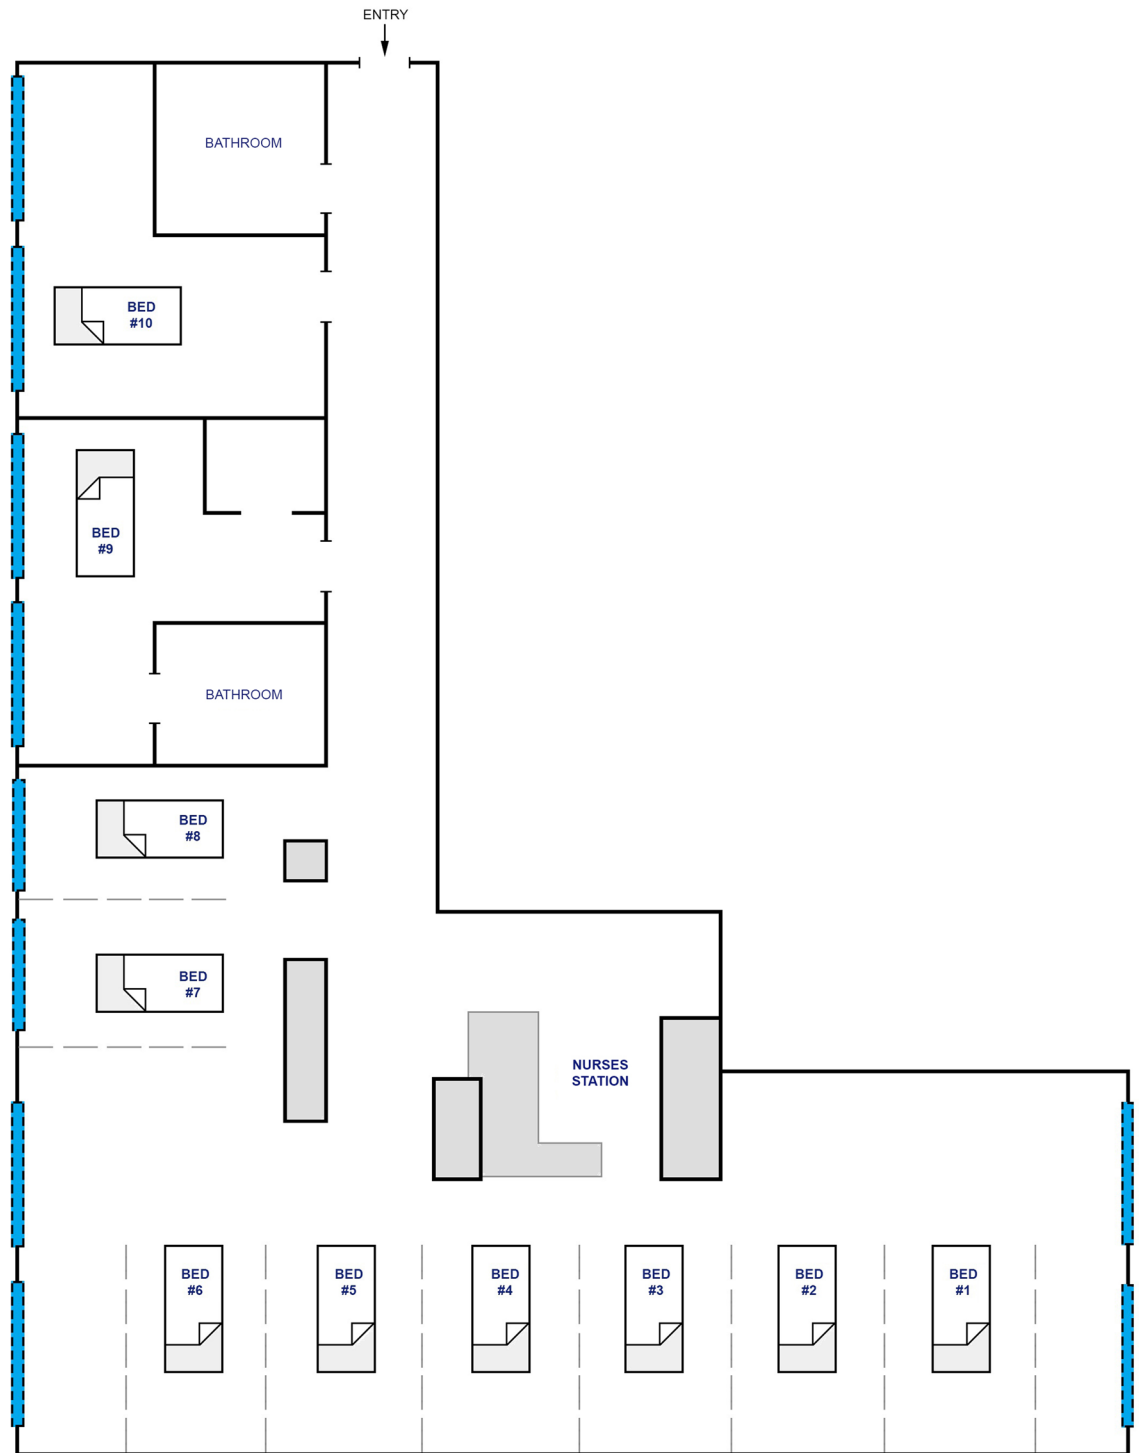 ENTRY
BATHROOM
BED
#10
BED
#9
BATHROOM
BED
#8
BED
#7
NURSES
STATION
BED
#6
BED
#5
BED
#4
BED
#3
BED
#2
BED
#1